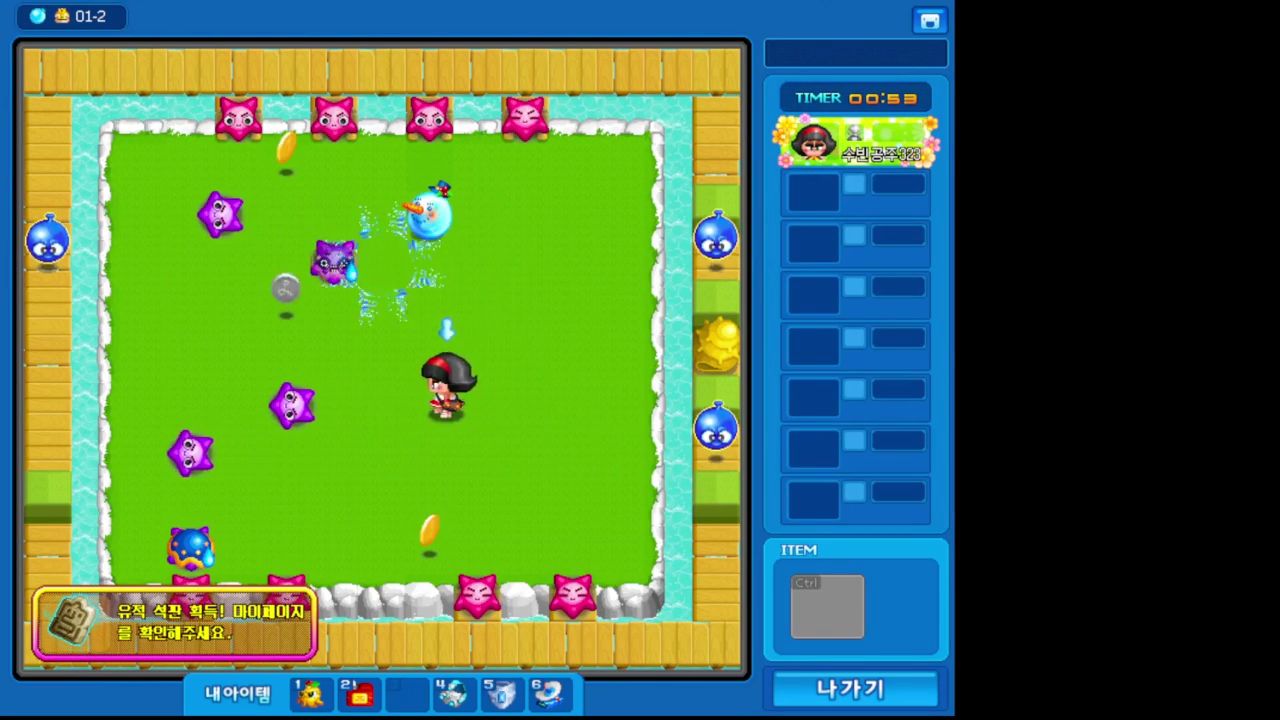 01-2
TIMER 00:53
수빈공주323
ITEM
Ctrl
유적 석판 획득! 마이페이지
를 확인해주세요.
내 아이템 1 2 4 5 6
나가기